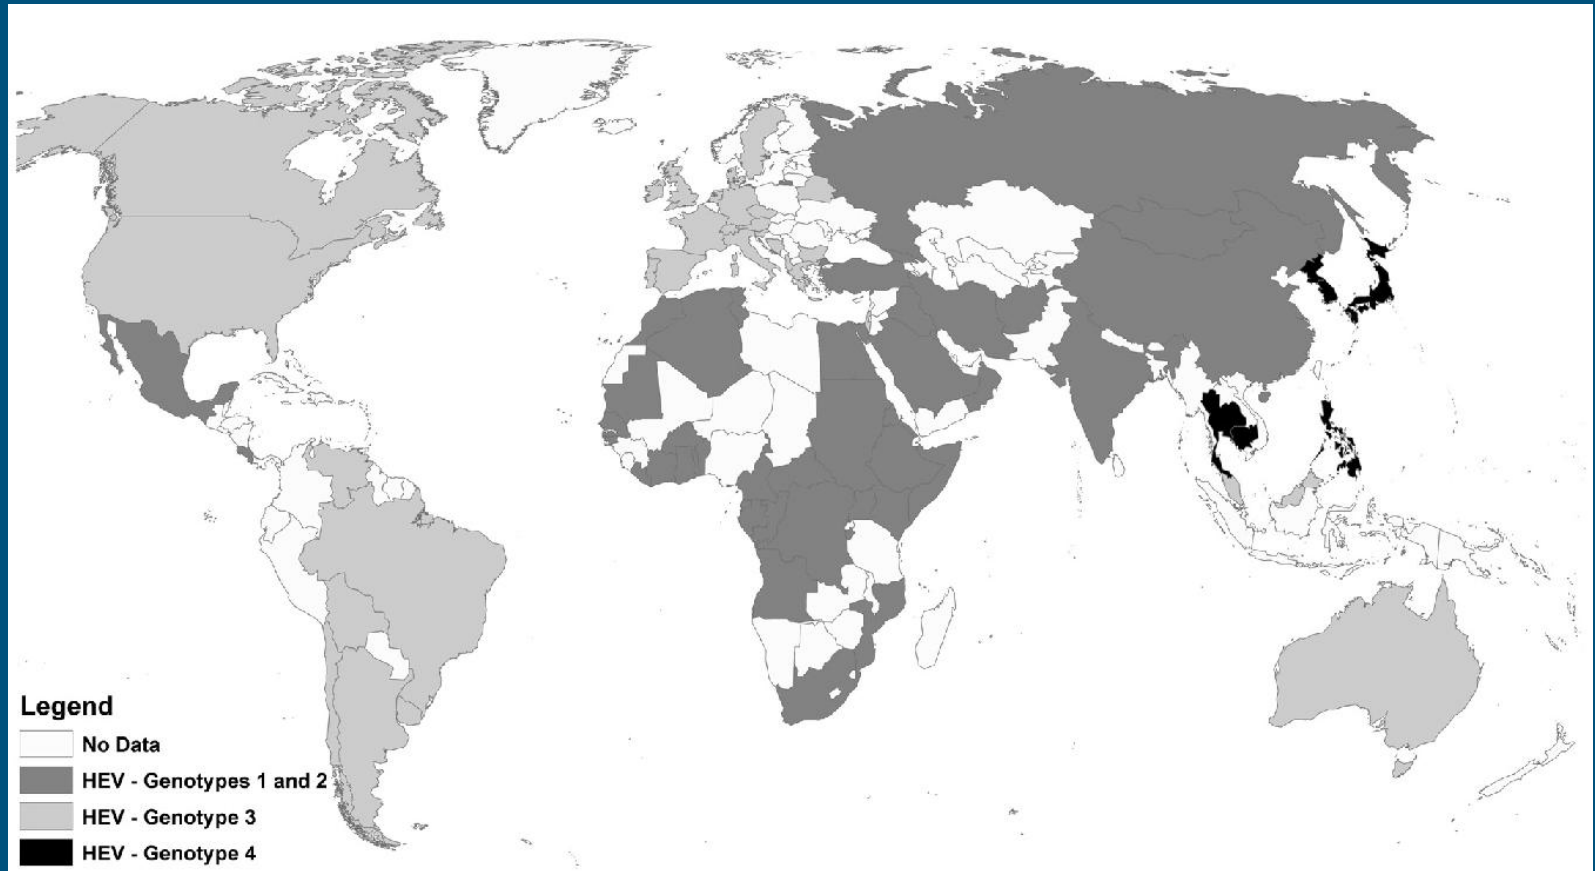 Legend
No Data
HEV - Genotypes 1 and 2
HEV - Genotype 3
HEV - Genotype 4